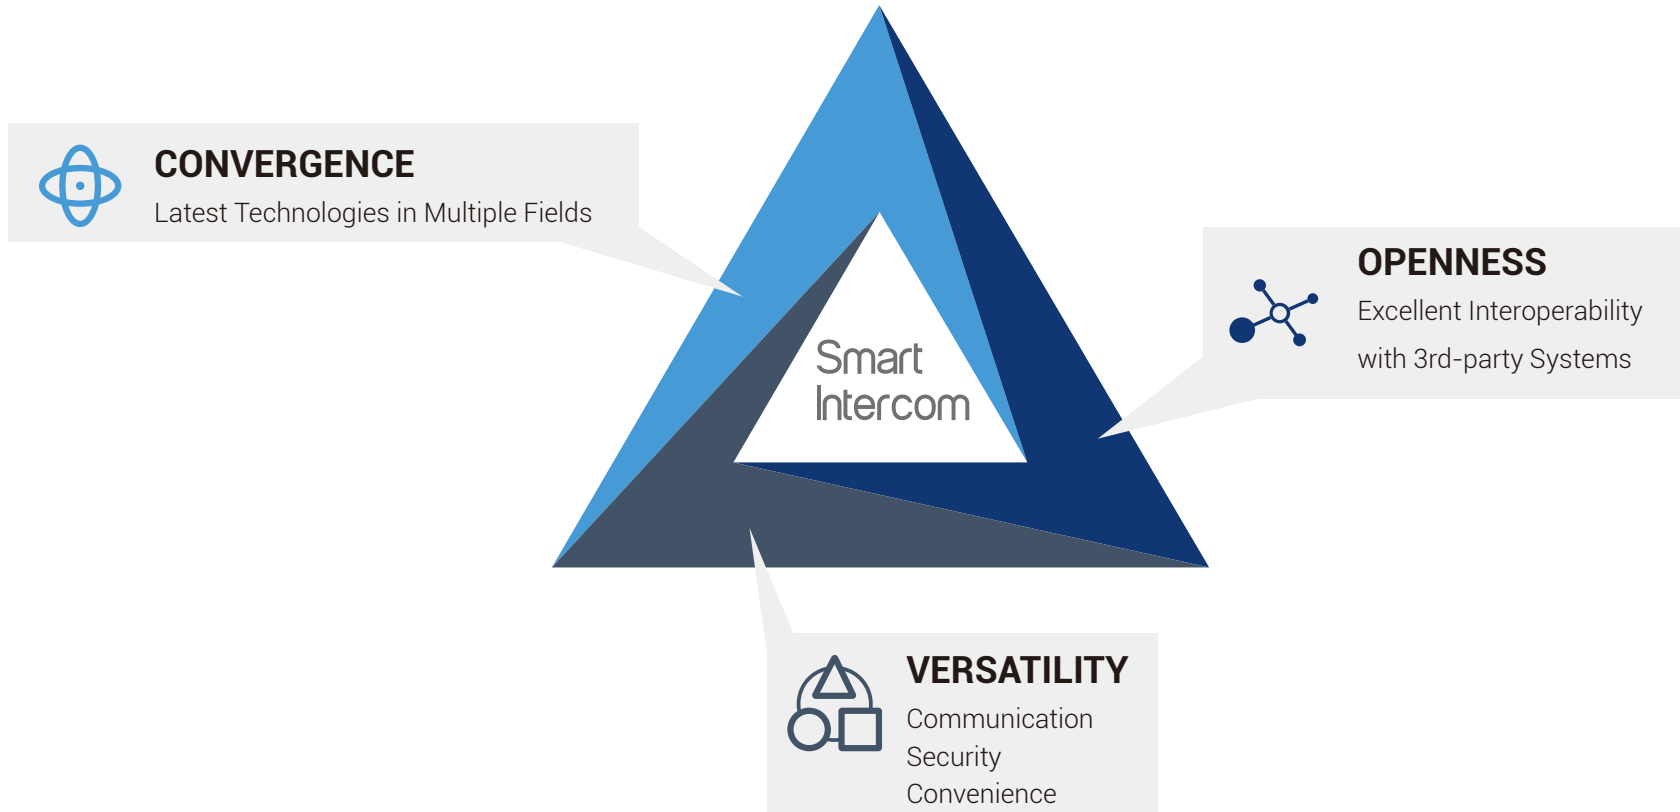 CONVERGENCE
Latest Technologies in Multiple Fields
OPENNESS
Excellent Interoperability
with 3rd-party Systems
Smart
Intercom
VERSATILITY
Communication
Security
Convenience